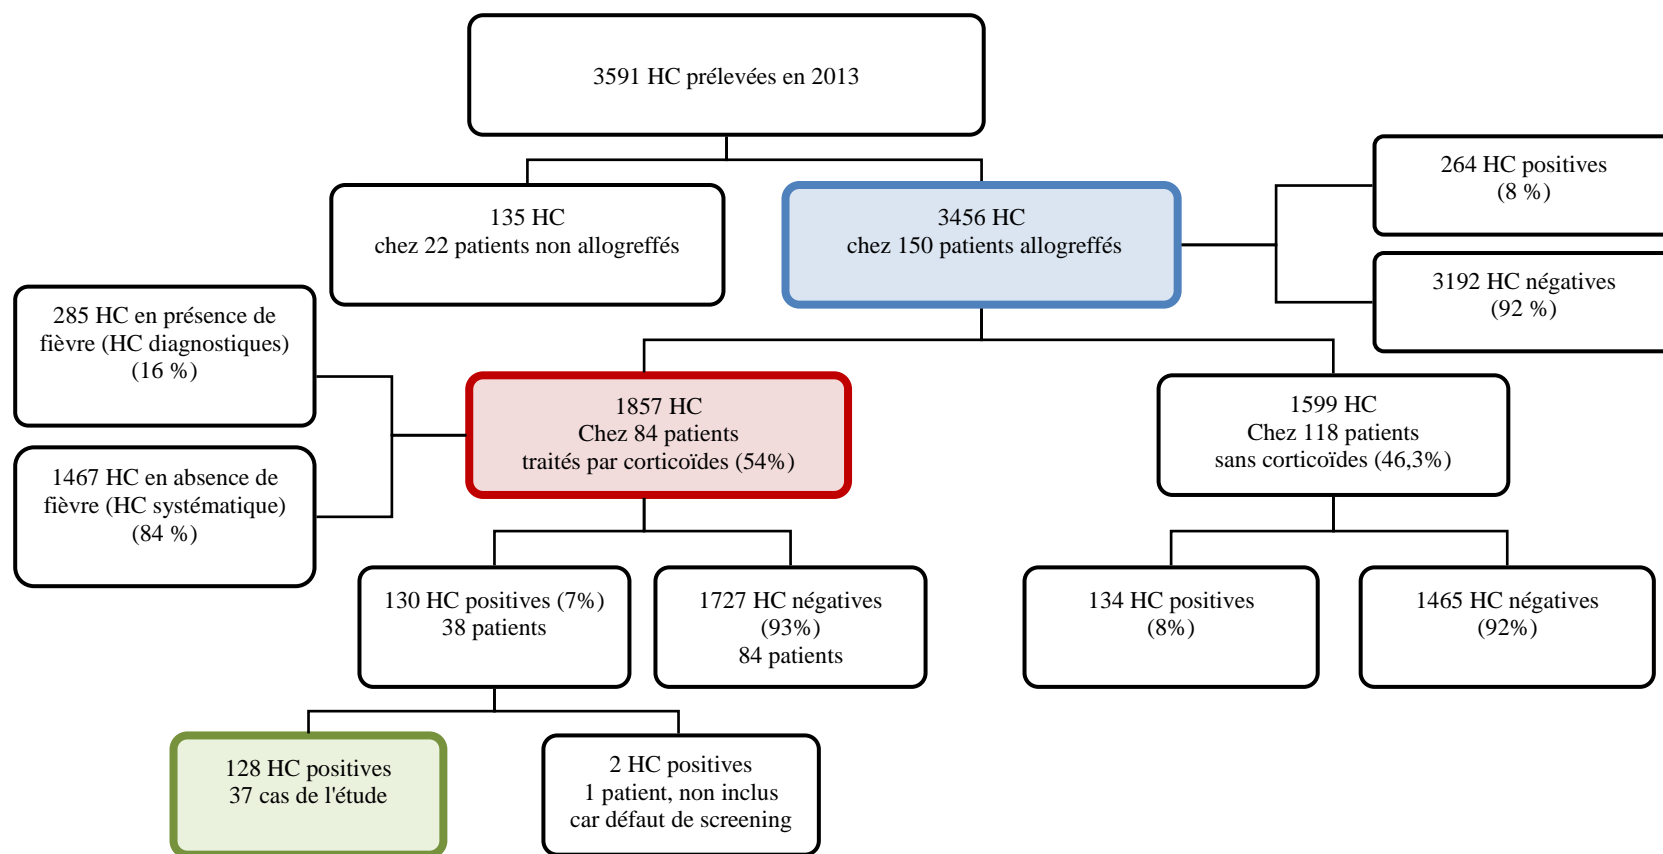 3591 HC prélevées en 2013
135 HC
chez 22 patients non allogreffés
3456 HC
chez 150 patients allogreffés
264 HC positives
(8 %)
3192 HC négatives
(92 %)
285 HC en présence de
fièvre (HC diagnostiques)
(16 %)
1467 HC en absence de
fièvre (HC systématique)
(84 %)
1857 HC
Chez 84 patients
traités par corticoïdes (54%)
1599 HC
Chez 118 patients
sans corticoïdes (46,3%)
130 HC positives (7%)
38 patients
1727 HC négatives
(93%)
84 patients
134 HC positives
(8%)
1465 HC négatives
(92%)
128 HC positives
37 cas de l'étude
2 HC positives
1 patient, non inclus
car défaut de screening